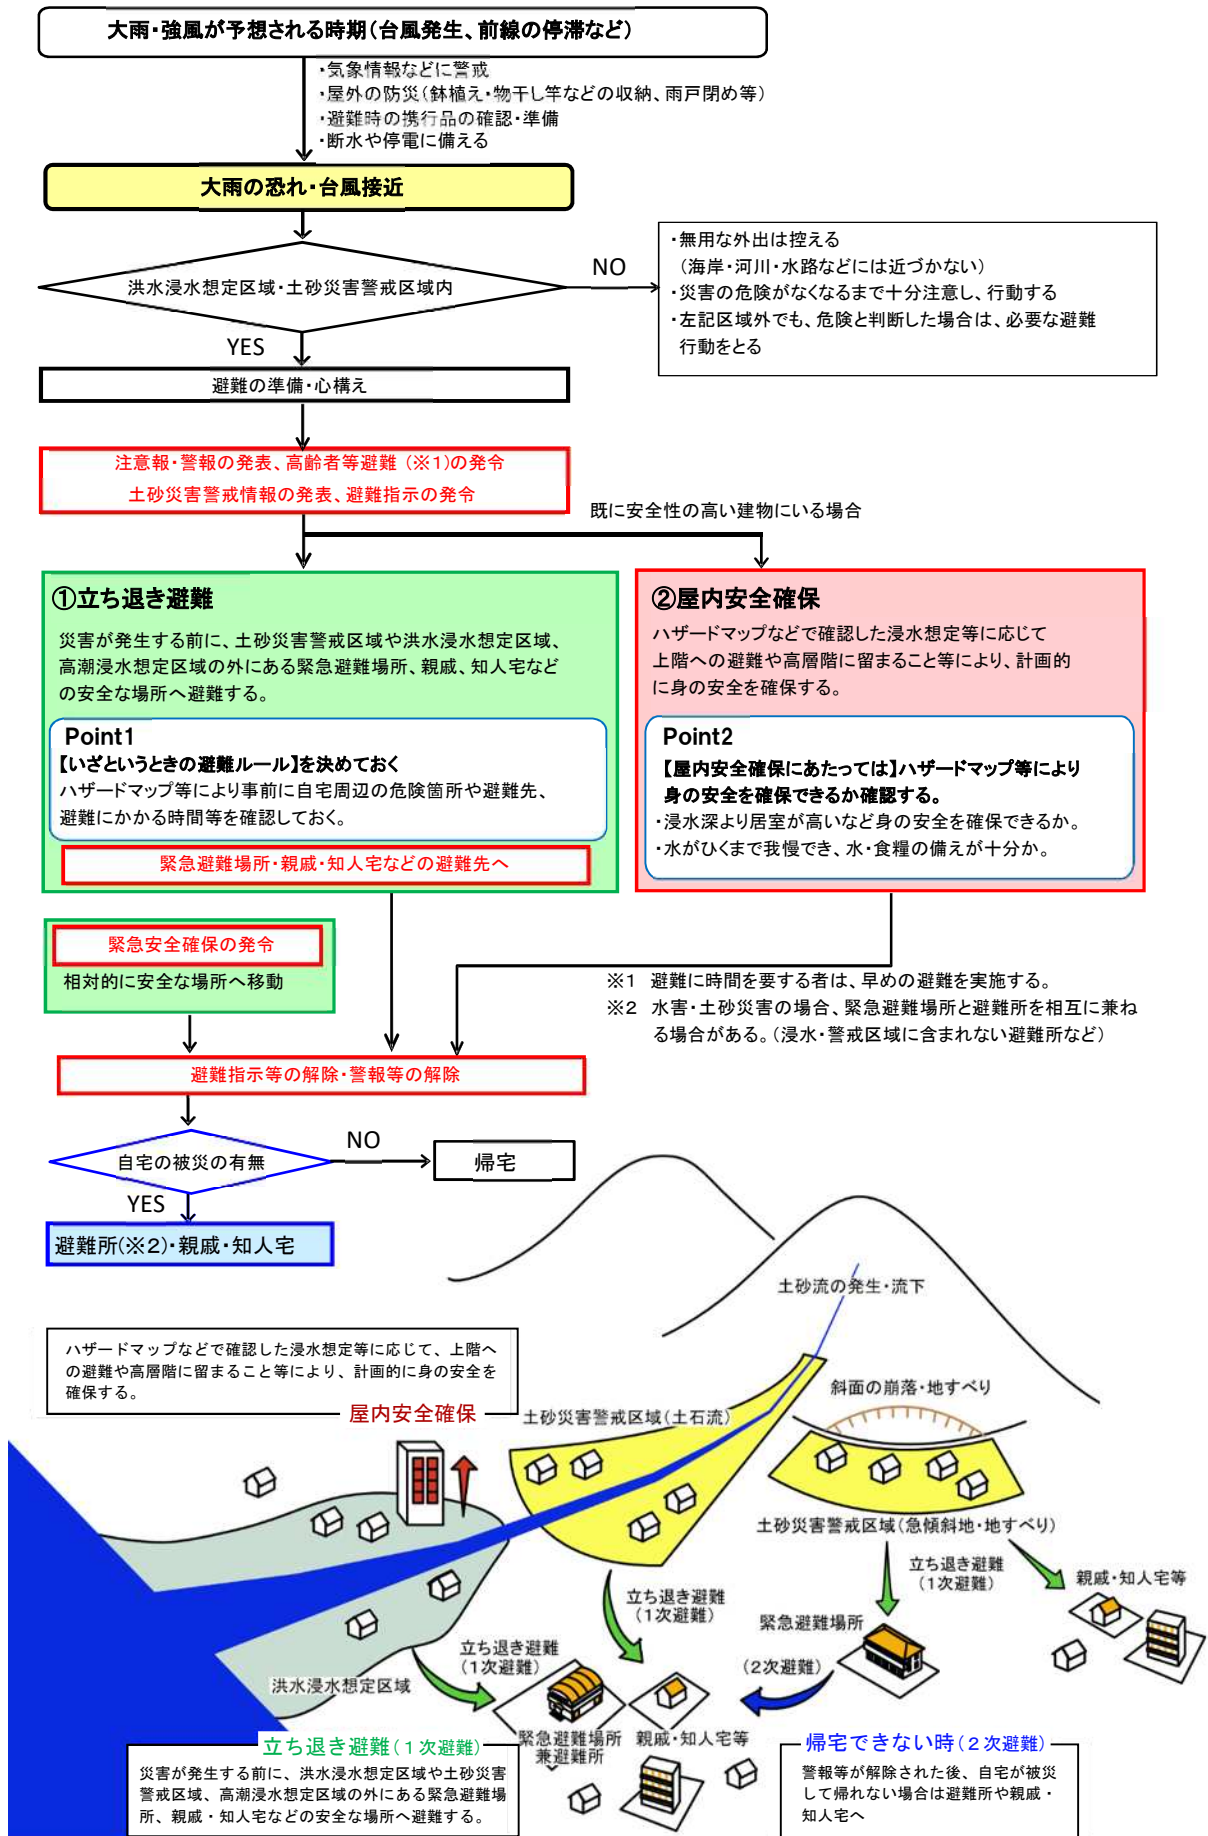 大雨・強風が予想される時期(台風発生、前線の停滞など)
・気象情報などに警戒
・屋外の防災(鉢植え・物干し竿などの収納、雨戸閉め等)
・避難時の携行品の確認・準備
・断水や停電に備える
大雨の恐れ・台風接近
洪水浸水想定区域・土砂災害警戒区域内
NO
・無用な外出は控える
(海岸・河川・水路などには近づかない)
・災害の危険がなくなるまで十分注意し、行動する
・左記区域外でも、危険と判断した場合は、必要な避難
行動をとる
YES
避難の準備・心構え
注意報・警報の発表、高齢者等避難 (※1)の発令
土砂災害警戒情報の発表、避難指示の発令
既に安全性の高い建物にいる場合
①立ち退き避難
災害が発生する前に、土砂災害警戒区域や洪水浸水想定区域、
高潮浸水想定区域の外にある緊急避難場所、親戚、知人宅など
の安全な場所へ避難する。
Point1
【いざというときの避難ルール】を決めておく
ハザードマップ等により事前に自宅周辺の危険箇所や避難先、
避難にかかる時間等を確認しておく。
緊急避難場所・親戚・知人宅などの避難先へ
②屋内安全確保
ハザードマップなどで確認した浸水想定等に応じて
上階への避難や高層階に留まること等により、計画的
に身の安全を確保する。
Point2
【屋内安全確保にあたっては】ハザードマップ等により
身の安全を確保できるか確認する。
・浸水深より居室が高いなど身の安全を確保できるか。
・水がひくまで我慢でき、水・食糧の備えが十分か。
緊急安全確保の発令
相対的に安全な場所へ移動
※1 避難に時間を要する者は、早めの避難を実施する。
※2 水害・土砂災害の場合、緊急避難場所と避難所を相互に兼ね
る場合がある。(浸水・警戒区域に含まれない避難所など)
避難指示等の解除・警報等の解除
自宅の被災の有無
NO
帰宅
YES
避難所(※2)・親戚・知人宅
土砂流の発生・流下
ハザードマップなどで確認した浸水想定等に応じて、上階へ
の避難や高層階に留まること等により、計画的に身の安全を
確保する。
屋内安全確保
斜面の崩落・地すべり
土砂災害警戒区域(土石流)
土砂災害警戒区域(急傾斜地・地すべり)
立ち退き避難
(1次避難)
親戚・知人宅等
立ち退き避難
(1次避難)
緊急避難場所
立ち退き避難
(1次避難)
(2次避難)
洪水浸水想定区域
緊急避難場所
兼避難所
親戚・知人宅等
立ち退き避難(1次避難)
災害が発生する前に、洪水浸水想定区域や土砂災害
警戒区域、高潮浸水想定区域の外にある緊急避難場
所、親戚・知人宅などの安全な場所へ避難する。
帰宅できない時(2次避難)
警報等が解除された後、自宅が被災
して帰れない場合は避難所や親戚・
知人宅へ